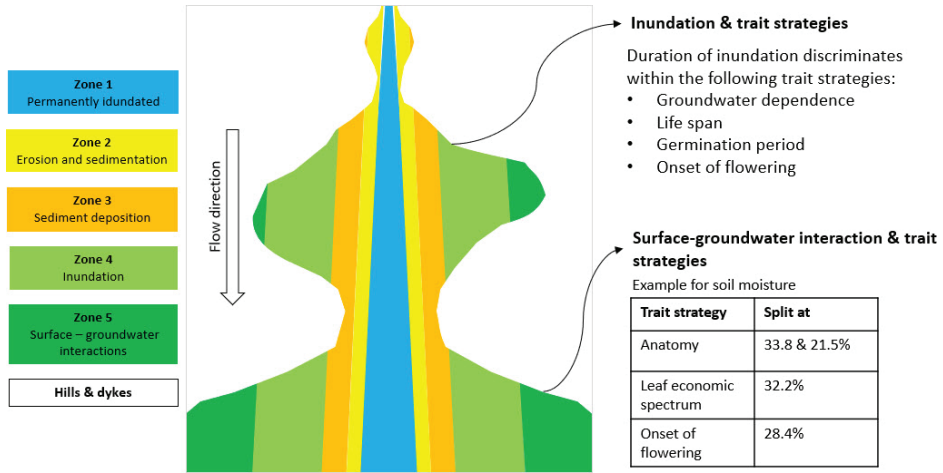 Zone 1
Permanently idundated
Zone 2
Erosion and sedimentation
Zone 3
Sediment deposition
Zone 4
Inundation
Zone 5
Surface – groundwater
interactions
Hills & dykes
Flow direction
Inundation & trait strategies
Duration of inundation discriminates
within the following trait strategies:
• Groundwater dependence
• Life span
• Germination period
• Onset of flowering
Surface-groundwater interaction & trait
strategies
Example for soil moisture
Trait strategy Split at
Anatomy 33.8 & 21.5%
Leaf economic
spectrum 32.2%
Onset of
flowering 28.4%